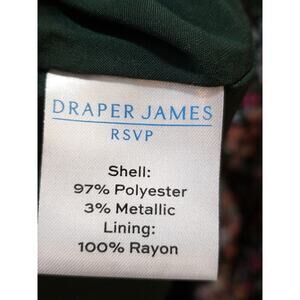 DRAPER JAMES
RSVP
Shell:
97% Polyester
3% Metallic
Lining:
100% Rayon